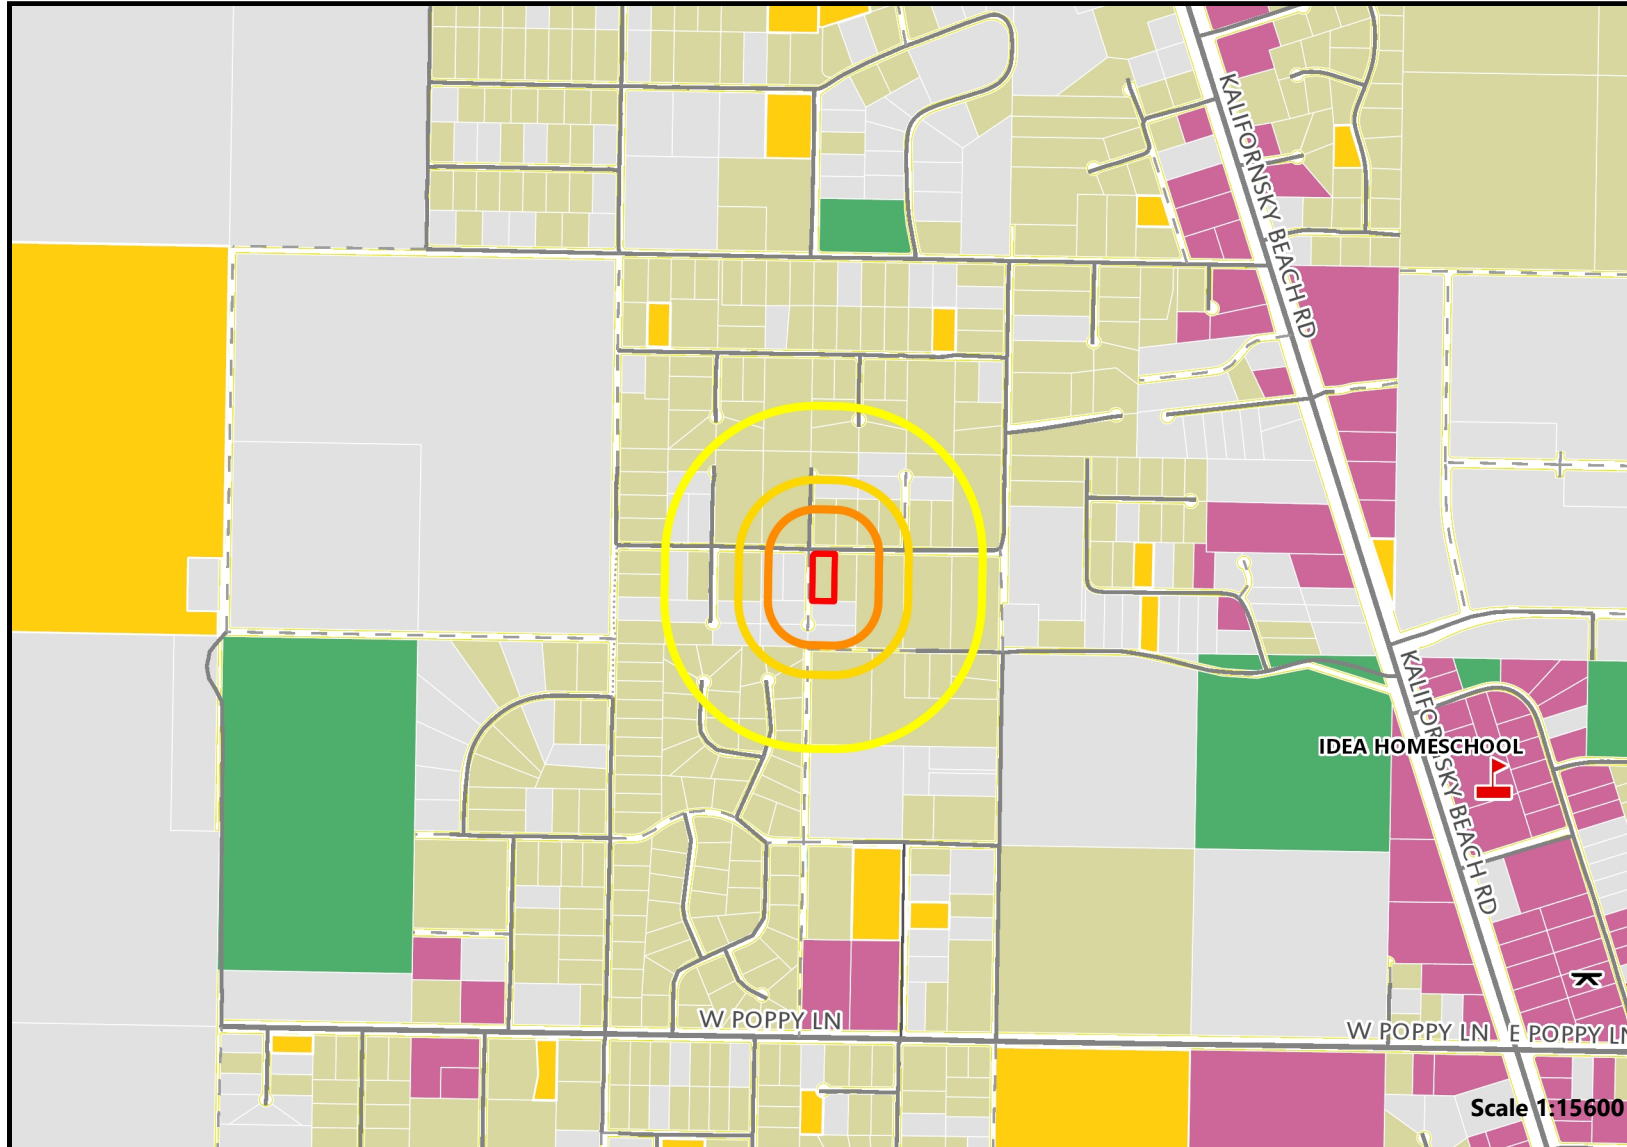 KALIFORNSKY BEACH RD
IDEA HOMESCHOOL
KALIFORNSKY BEACH RD
K
W POPPY LN
W POPPY LN
E POPPY LN
Scale 1:15600